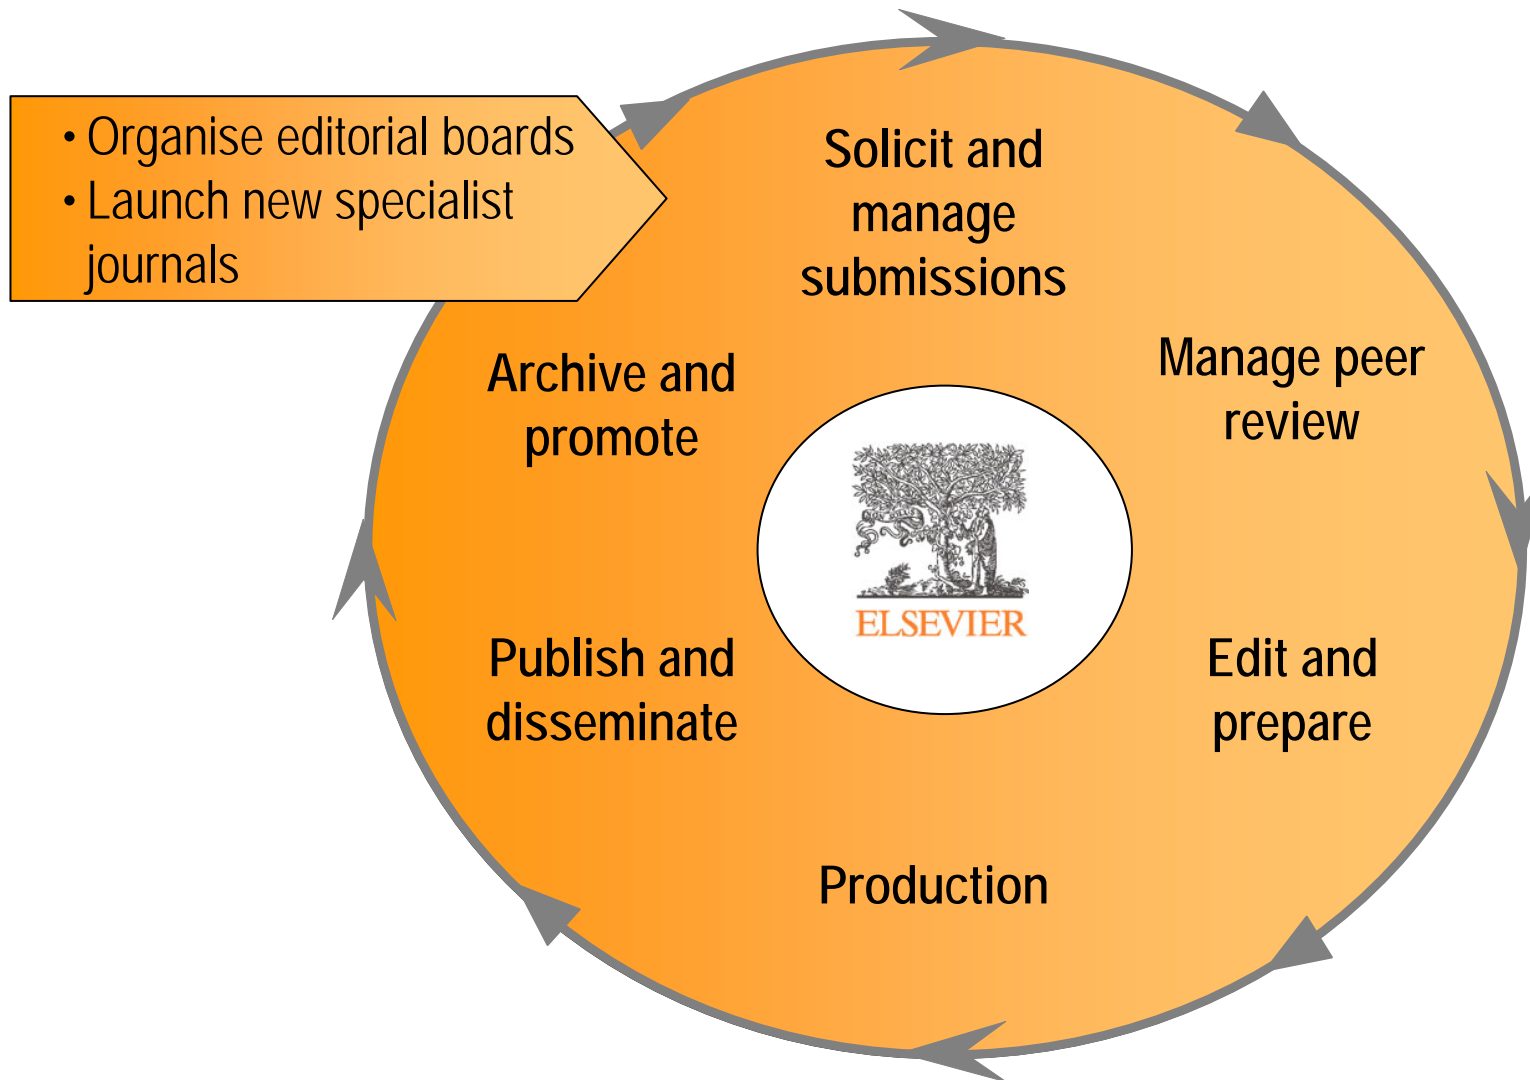 • Organise editorial boards
• Launch new specialist
journals
Solicit and
manage
submissions
Manage peer
review
Edit and
prepare
Production
Publish and
disseminate
Archive and
promote
ELSEVIER